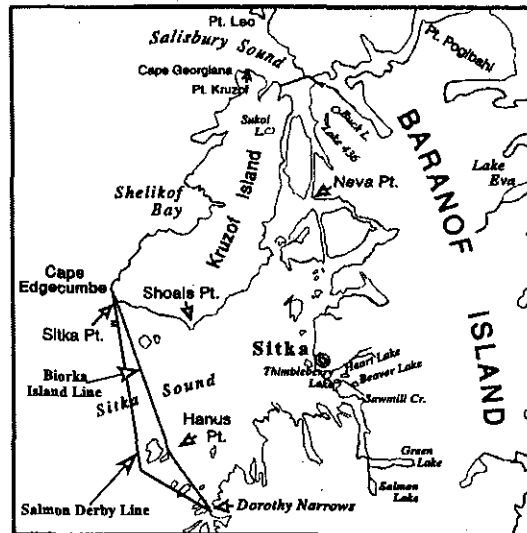 Pt. Leo
Salisbury Sound
Cape Georgiana
Pt. Kruzof
Pt. Pogibshi
Sukoi
L.
Buck L.
Lake 436
BARANOF
ISLAND
Lake
Eva
Shelikof
Bay
Kruzof Island
Neva Pt.
Cape
Edgecumbe
Shoals Pt.
Sitka Pt.
Sitka
Thimbleberry
Lake
Heart Lake
Beaver Lake
Sawmill Cr.
Biorka
Island Line
Sitka Sound
Hanus
Pt.
Green
Lake
Salmon
Lake
Salmon Derby Line
Dorothy Narrows